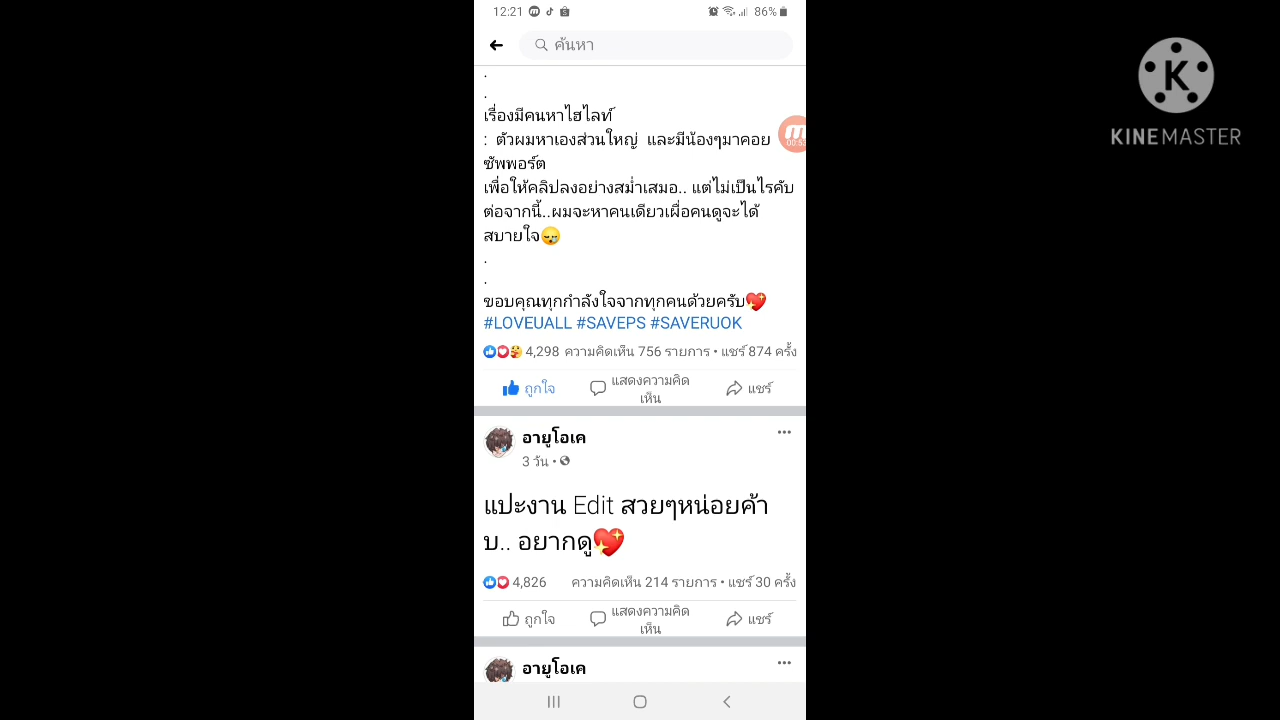 12:21
86%
ค้นหา
KINEMASTER
.
.
เรื่องมีคนหาไฮไลท์
: ตัวผมหาเองส่วนใหญ่ และมีน้องๆมาคอย
00:53
ซัพพอร์ต
เพื่อให้คลิปลงอย่างสม่ำเสมอ.. แต่ไม่เป็นไรคับ
ต่อจากนี้..ผมจะหาคนเดียวเผื่อคนดูจะได้
สบายใจ😪
.
.
ขอบคุณทุกกำลังใจจากทุกคนด้วยครับ💖
#LOVEUALL #SAVEPS #SAVERUOK
4,298 ความคิดเห็น 756 รายการ • แชร์ 874 ครั้ง
ถูกใจ
แสดงความคิด
เห็น
แชร์
อายูโอเค
3 วัน •
แปะงาน Edit สวยๆหน่อยค้า
บ.. อยากดู💖
4,826 ความคิดเห็น 214 รายการ • แชร์ 30 ครั้ง
ถูกใจ
แสดงความคิด
เห็น
แชร์
อายูโอเค